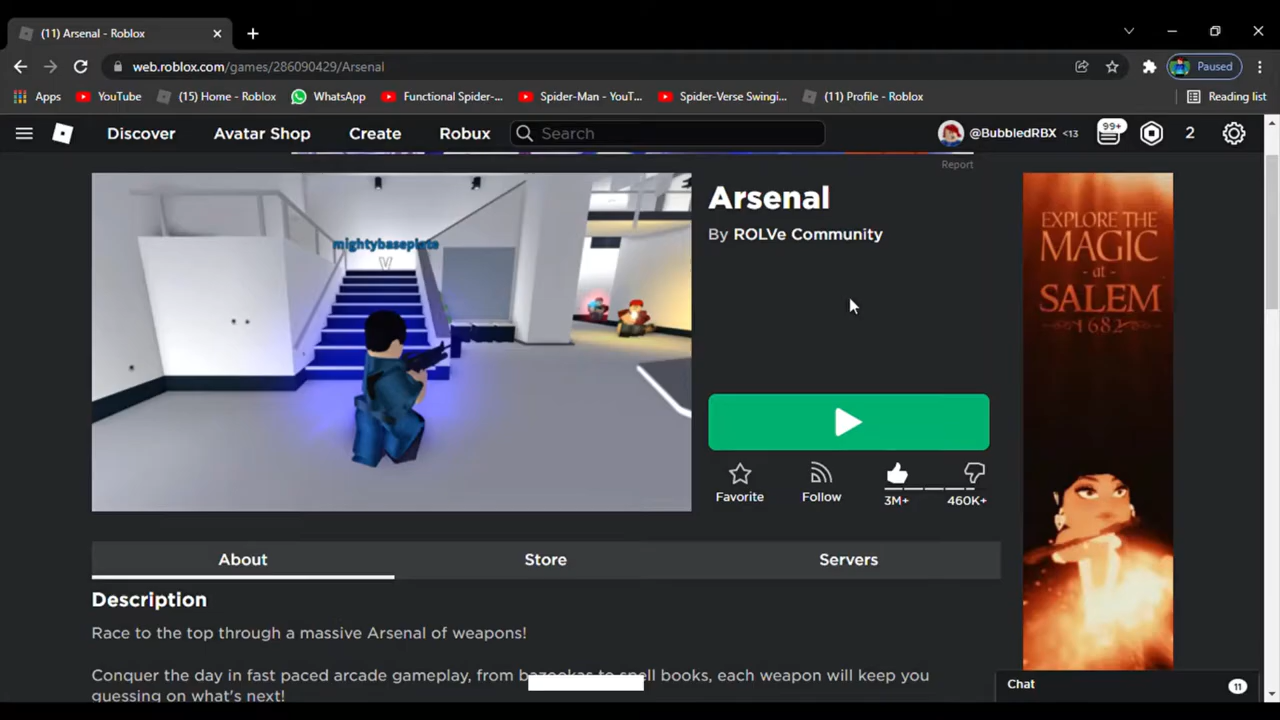 (11) Arsenal - Roblox
web.roblox.com/games/286090429/Arsenal
Paused
Apps
YouTube
(15) Home - Roblox
WhatsApp
Functional Spider-...
Spider-Man - YouT...
Spider-Verse Swingi...
(11) Profile - Roblox
Reading list
Discover
Avatar Shop
Create
Robux
Search
@BubbledRBX <13
99+
2
Report
mightybaseplate
Arsenal
By ROLVe Community
Favorite
Follow
3M+
460K+
EXPLORE THE
MAGIC
- at -
SALEM
1682
About
Store
Servers
Description
Race to the top through a massive Arsenal of weapons!
Conquer the day in fast paced arcade gameplay, from bazookas to spell books, each weapon will keep you
guessing on what's next!
Chat
11